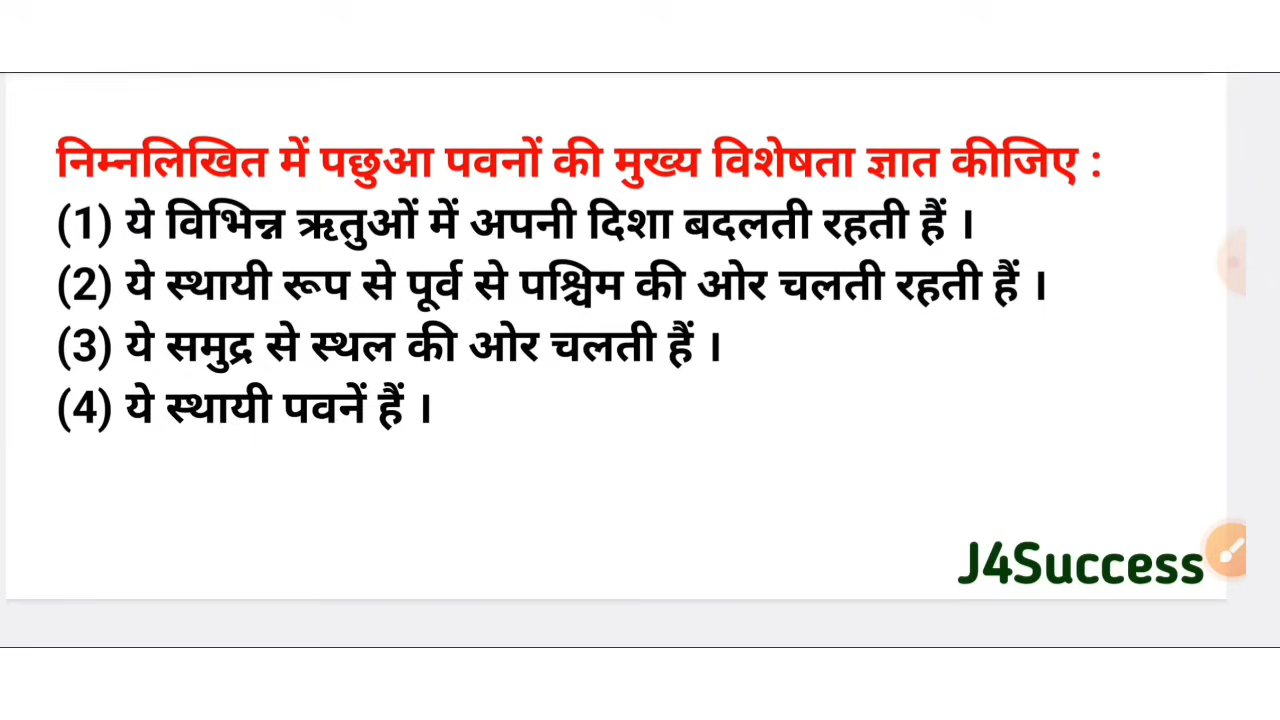 निम्नलिखित में पछुआ पवनों की मुख्य विशेषता ज्ञात कीजिए :
(1) ये विभिन्न ऋतुओं में अपनी दिशा बदलती रहती हैं ।
(2) ये स्थायी रूप से पूर्व से पश्चिम की ओर चलती रहती हैं ।
(3) ये समुद्र से स्थल की ओर चलती हैं ।
(4) ये स्थायी पवनें हैं ।
J4Success